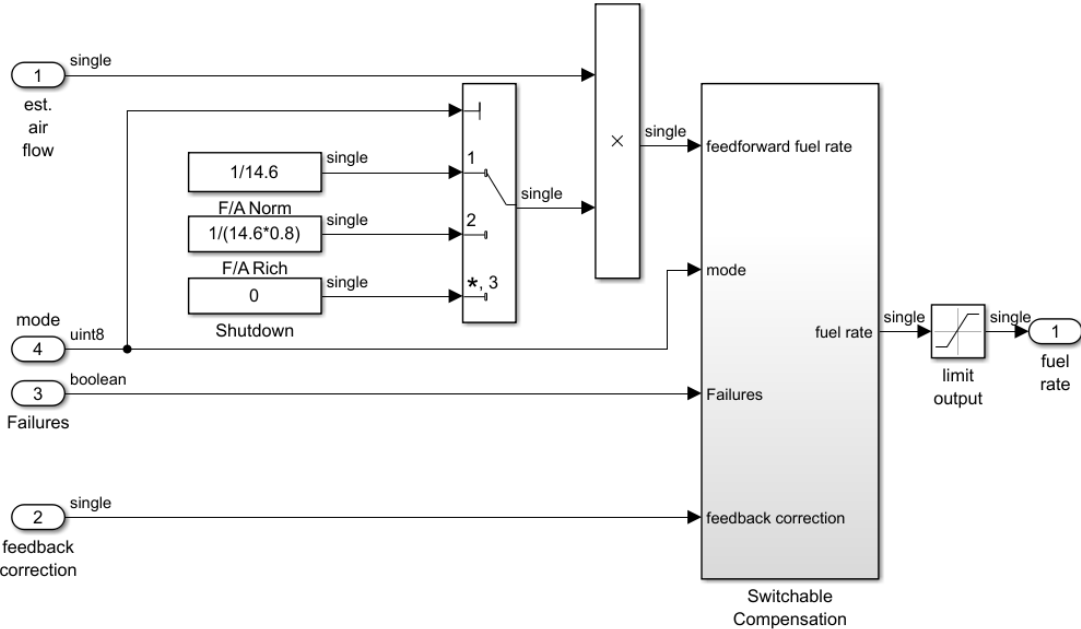 single
1
est.
air
flow
1/14.6
single
F/A Norm
1/(14.6*0.8)
single
F/A Rich
0
single
Shutdown
1
2
*, 3
single
×
single
mode
4
uint8
3
boolean
Failures
2
single
feedback
correction
feedforward fuel rate
mode
fuel rate
Failures
feedback correction
Switchable
Compensation
single
limit
output
single
1
fuel
rate